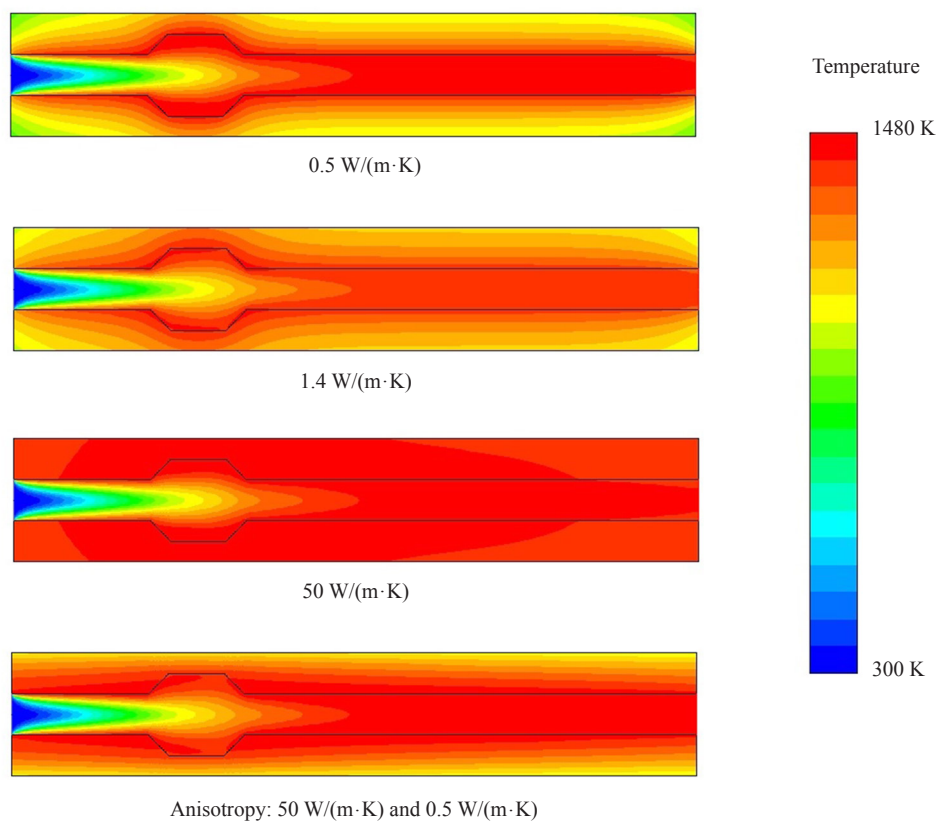 Temperature
1480 K
0.5 W/(m·K)
1.4 W/(m·K)
50 W/(m·K)
300 K
Anisotropy: 50 W/(m·K) and 0.5 W/(m·K)